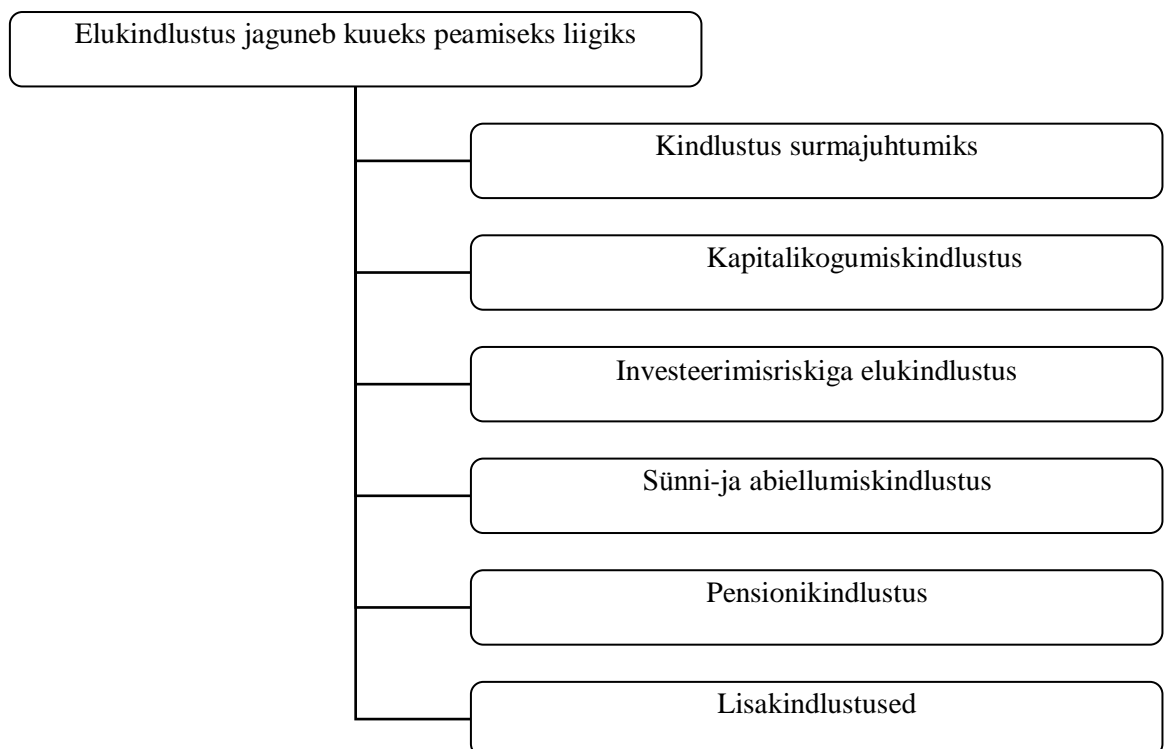 Elukindlustus jaguneb kuueks peamiseks liigiks
Kindlustus surmajuhtumiks
Kapitalikogumiskindlustus
Investeerimisriskiga elukindlustus
Sünni-ja abiellumiskindlustus
Pensionikindlustus
Lisakindlustused